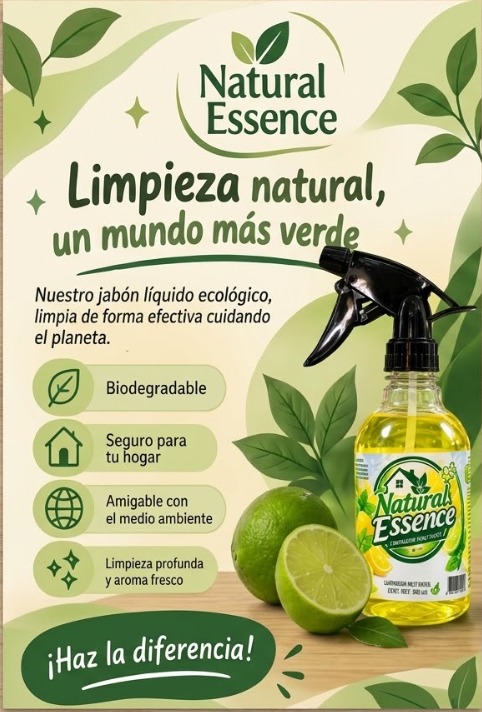 Natural
Essence
Limpieza natural,
un mundo más verde
Nuestro jabón líquido ecológico,
limpia de forma efectiva cuidando
el planeta.
Biodegradable
Seguro para
tu hogar
Amigable con
el medio ambiente
Limpieza profunda
y aroma fresco
Natural
Essence
¡Haz la diferencia!